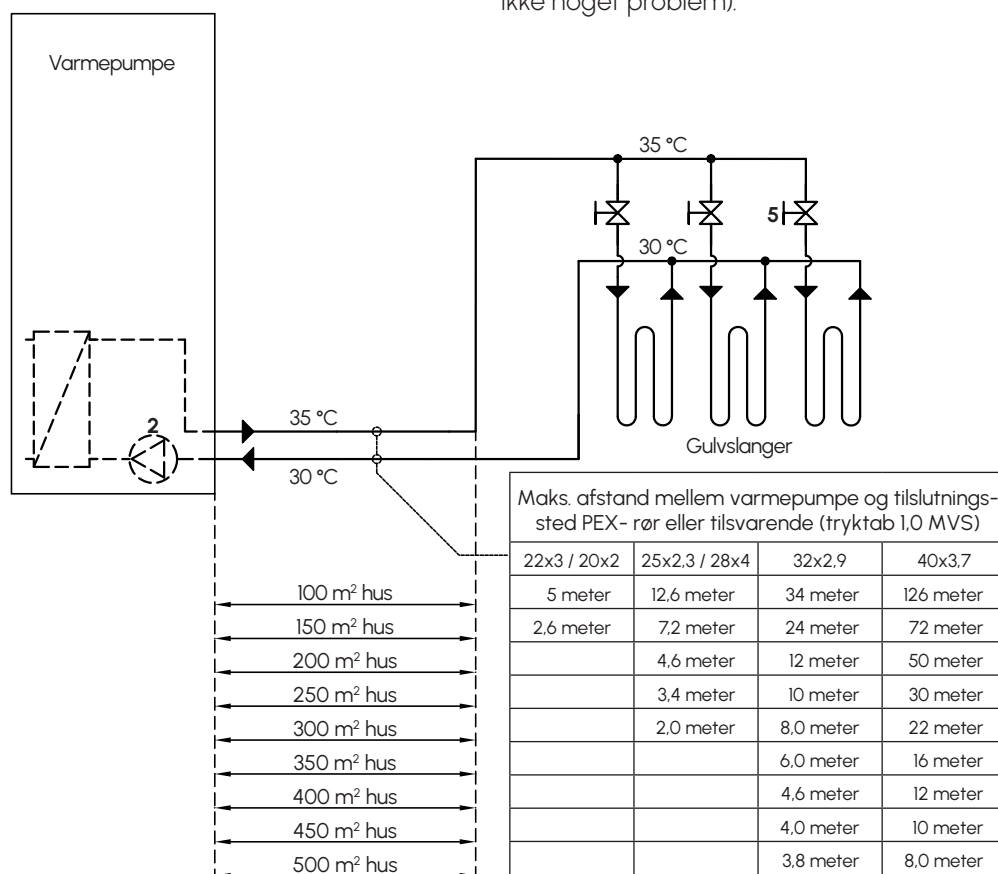 ikke noget problem).
Varmepumpe
35 °C
5
30 °C
2
35 °C
30 °C
Gulvslanger
Maks. afstand mellem varmepumpe og tilslutnings-
sted PEX- rør eller tilsvarende (tryktab 1,0 MVS)
22x3 / 20x2 25x2,3 / 28x4 32x2,9 40x3,7
100 m² hus 5 meter 12,6 meter 34 meter 126 meter
150 m² hus 2,6 meter 7,2 meter 24 meter 72 meter
200 m² hus 4,6 meter 12 meter 50 meter
250 m² hus 3,4 meter 10 meter 30 meter
300 m² hus 2,0 meter 8,0 meter 22 meter
350 m² hus 6,0 meter 16 meter
400 m² hus 4,6 meter 12 meter
450 m² hus 4,0 meter 10 meter
500 m² hus 3,8 meter 8,0 meter